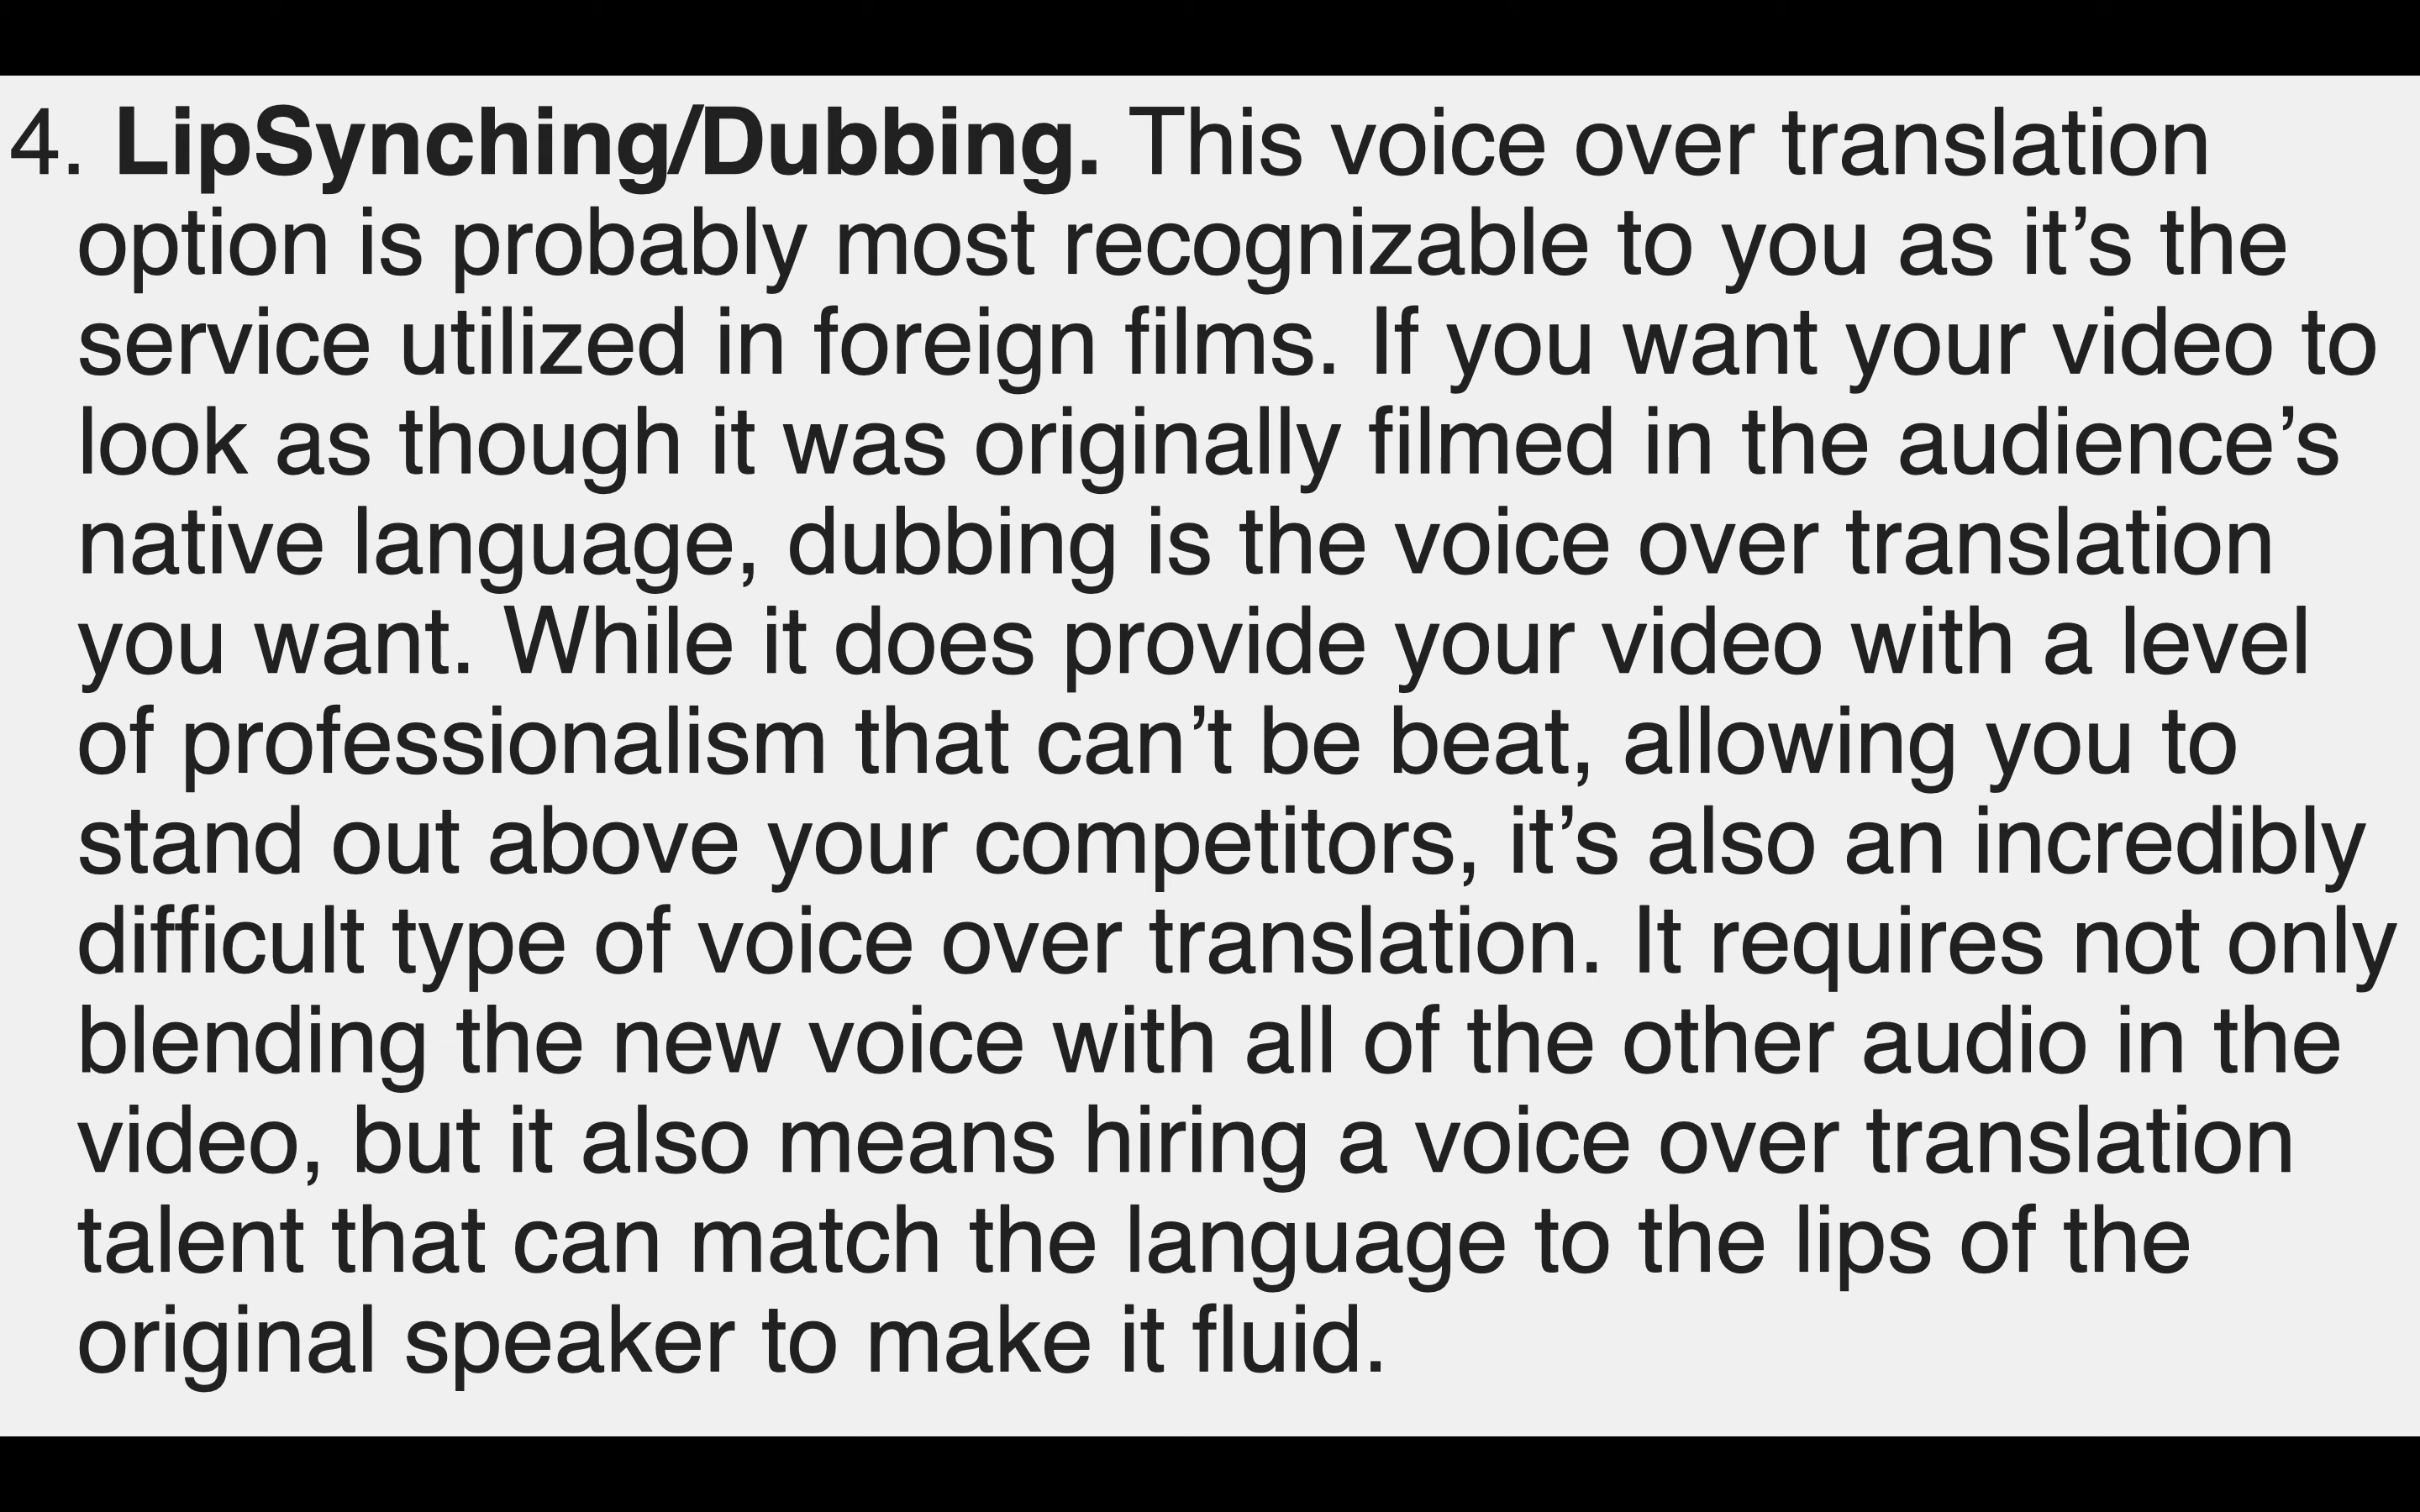 4. LipSynching/Dubbing. This voice over translation
option is probably most recognizable to you as it’s the
service utilized in foreign films. If you want your video to
look as though it was originally filmed in the audience’s
native language, dubbing is the voice over translation
you want. While it does provide your video with a level
of professionalism that can’t be beat, allowing you to
stand out above your competitors, it’s also an incredibly
difficult type of voice over translation. It requires not only
blending the new voice with all of the other audio in the
video, but it also means hiring a voice over translation
talent that can match the language to the lips of the
original speaker to make it fluid.